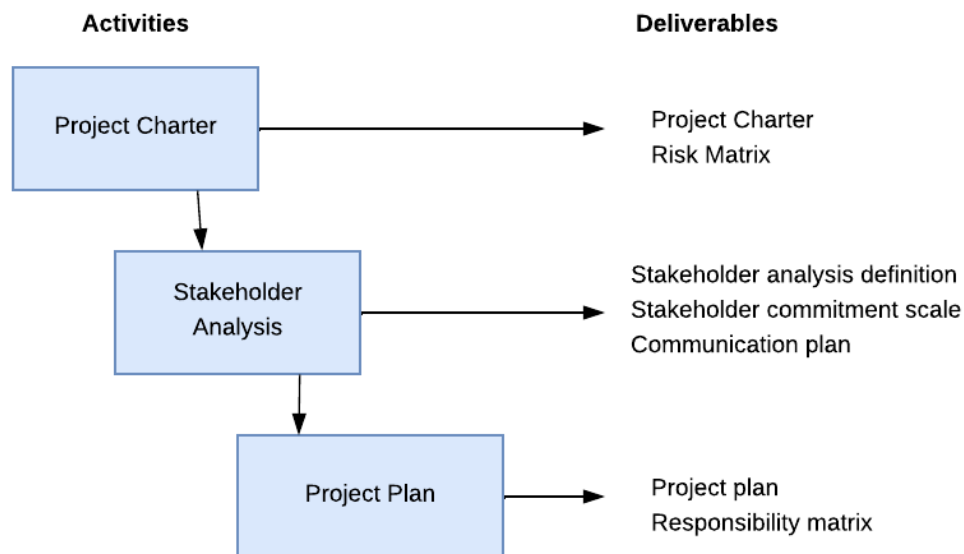 Activities
Deliverables
Project Charter
Project Charter
Risk Matrix
Stakeholder
Analysis
Stakeholder analysis definition
Stakeholder commitment scale
Communication plan
Project Plan
Project plan
Responsibility matrix